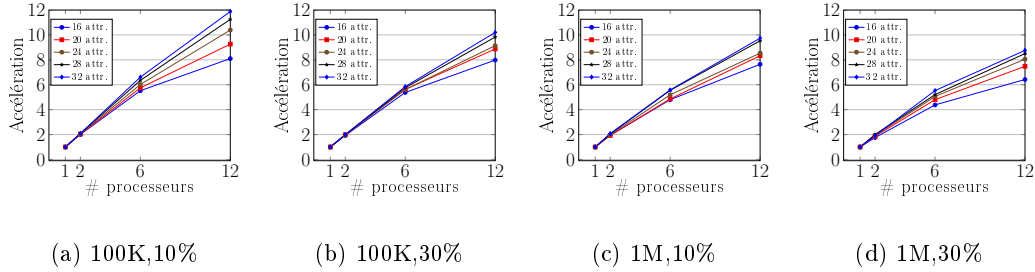 Accélération
12
10
8
6
4
2
0
16 attr.
20 attr.
24 attr.
28 attr.
32 attr.
1 2 6 12
# processeurs
(a) 100K,10%
Accélération
12
10
8
6
4
2
0
16 attr.
20 attr.
24 attr.
28 attr.
32 attr.
1 2 6 12
# processeurs
(b) 100K,30%
Accélération
12
10
8
6
4
2
0
16 attr.
20 attr.
24 attr.
28 attr.
32 attr.
1 2 6 12
# processeurs
(c) 1M,10%
Accélération
12
10
8
6
4
2
0
16 attr.
20 attr.
24 attr.
28 attr.
32 attr.
1 2 6 12
# processeurs
(d) 1M,30%